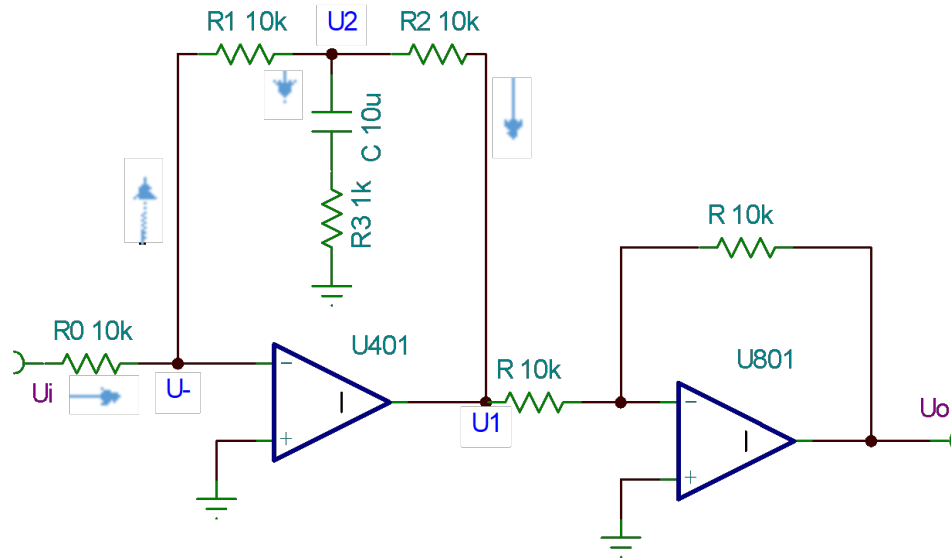 R1 10k
U2
R2 10k
C 10u
R3 1k
R 10k
R0 10k
U401
U801
R 10k
Ui
U-
U1
Uo